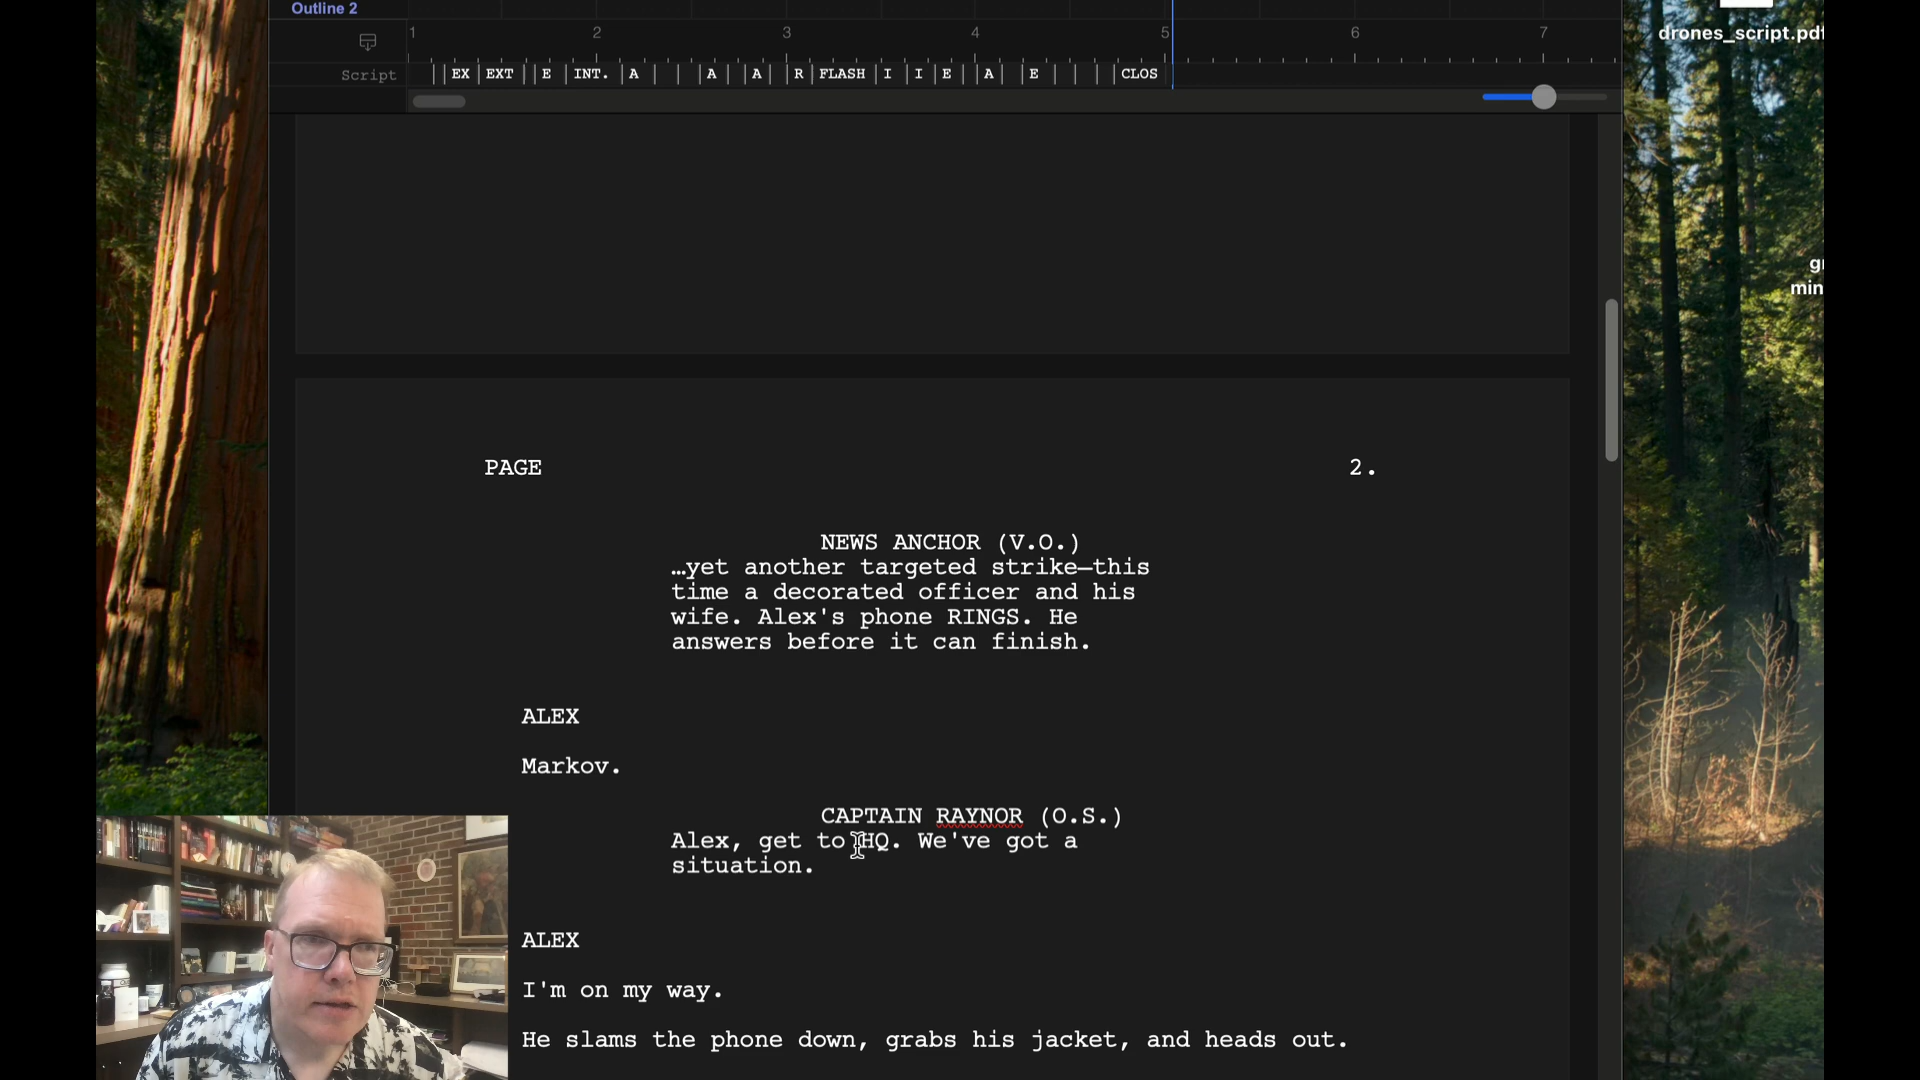 Outline 2
drones_script.pdf
1 2 3 4 5 6 7
Script EX EXT E INT. A A A R FLASH I I E A E CLOS
gr
min
PAGE 2.
NEWS ANCHOR (V.O.)
…yet another targeted strike—this
time a decorated officer and his
wife. Alex's phone RINGS. He
answers before it can finish.
ALEX
Markov.
CAPTAIN RAYNOR (O.S.)
Alex, get to HQ. We've got a
situation.
ALEX
I'm on my way.
He slams the phone down, grabs his jacket, and heads out.